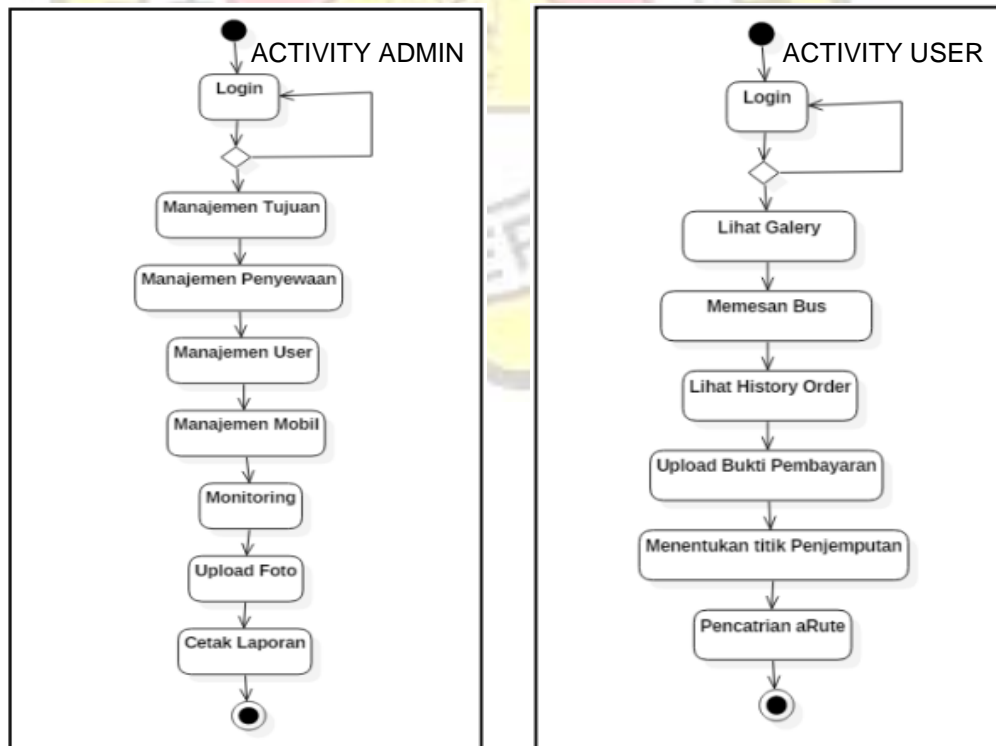 ACTIVITY ADMIN
Login
Manajemen Tujuan
Manajemen Penyewaan
Manajemen User
Manajemen Mobil
Monitoring
Upload Foto
Cetak Laporan
ACTIVITY USER
Login
Lihat Galery
Memesan Bus
Lihat History Order
Upload Bukti Pembayaran
Menentukan titik Penjemputan
Pencatrian aRute